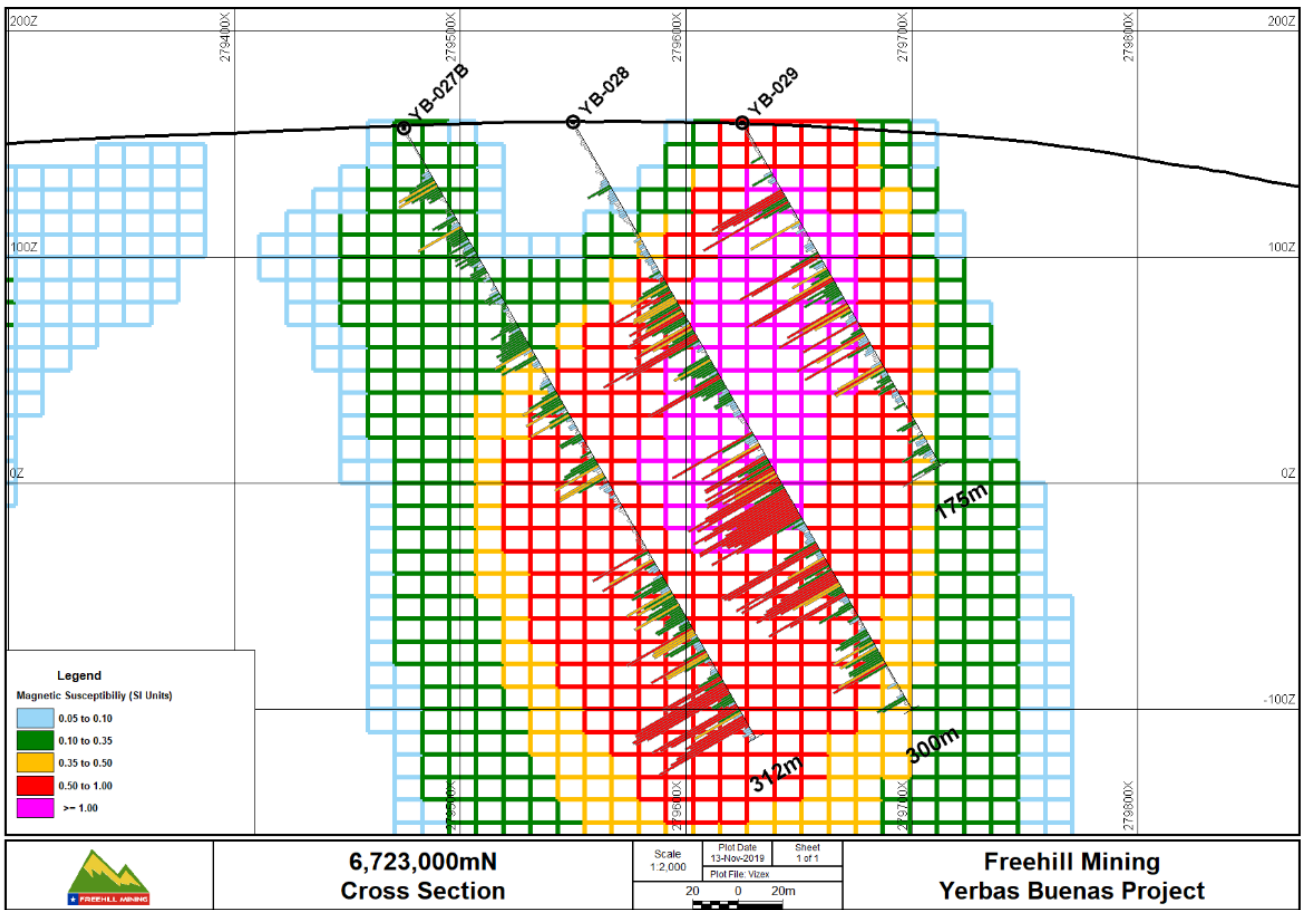 200Z
279400X
279500X
279600X
279700X
279800X
200Z
YB-027B
YB-028
YB-029
100Z
100Z
0Z
0Z
175m
-100Z
300m
312m
279500X
279600X
279700X
279800X
Legend
Magnetic Susceptibiliy (SI Units)
0.05 to 0.10
0.10 to 0.35
0.35 to 0.50
0.50 to 1.00
>= 1.00
FREEHILL MINING
6,723,000mN
Cross Section
Scale
1:2,000
Plot Date
13-Nov-2019
Sheet
1 of 1
Plot File: Vizex
20 0 20m
Freehill Mining
Yerbas Buenas Project